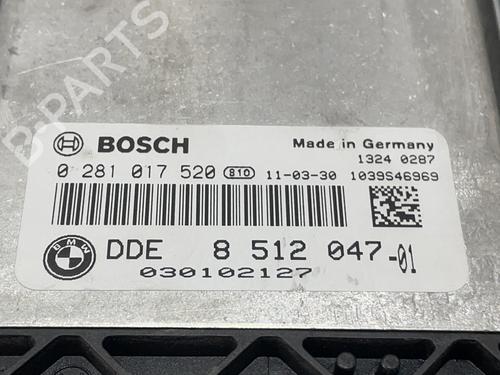 B-PARTS
BOSCH
Made in Germany
1324 0287
0 281 017 520 810 11-03-30 1039S46969
BMW
DDE 8 512 047-01
030102127